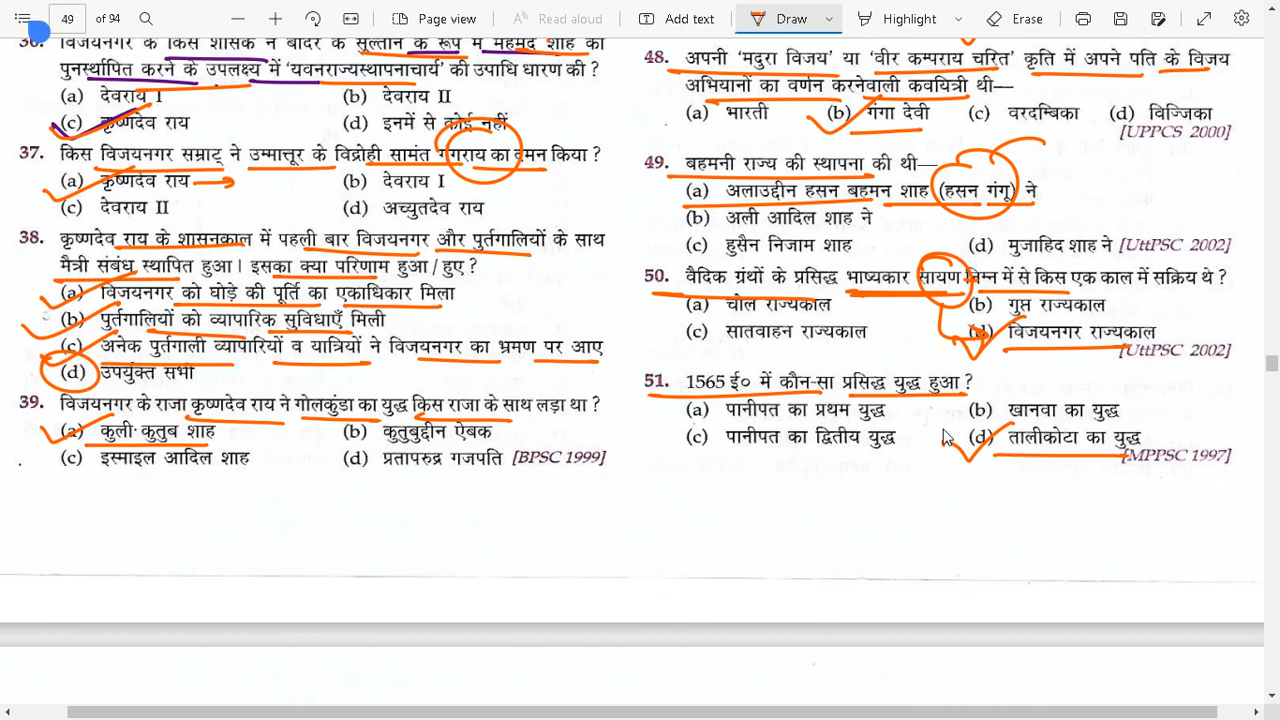 49 of 94
Page view
Read aloud
Add text
Draw
Highlight
Erase
36. विजयनगर के किस शासक ने बीदर के सुल्तान के रूप में महमूद शाह को
पुनर्स्थापित करने के उपलक्ष्य में 'यवनराज्यस्थापनाचार्य' की उपाधि धारण की ?
(a) देवराय I (b) देवराय II
(c) कृष्णदेव राय (d) इनमें से कोई नहीं
37. किस विजयनगर सम्राट् ने उम्मात्तूर के विद्रोही सामंत गंगराय का दमन किया ?
(a) कृष्णदेव राय (b) देवराय I
(c) देवराय II (d) अच्युतदेव राय
38. कृष्णदेव राय के शासनकाल में पहली बार विजयनगर और पुर्तगालियों के साथ
मैत्री संबंध स्थापित हुआ। इसका क्या परिणाम हुआ/हुए ?
(a) विजयनगर को घोड़े की पूर्ति का एकाधिकार मिला
(b) पुर्तगालियों को व्यापारिक सुविधाएँ मिली
(c) अनेक पुर्तगाली व्यापारियों व यात्रियों ने विजयनगर का भ्रमण पर आए
(d) उपर्युक्त सभी
39. विजयनगर के राजा कृष्णदेव राय ने गोलकुंडा का युद्ध किस राजा के साथ लड़ा था ?
(a) कुली कुतुब शाह (b) कुतुबुद्दीन ऐबक
(c) इस्माइल आदिल शाह (d) प्रतापरुद्र गजपति [BPSC 1999]
48. अपनी 'मदुरा विजय' या 'वीर कम्पराय चरित' कृति में अपने पति के विजय
अभियानों का वर्णन करनेवाली कवयित्री थी—
(a) भारती (b) गंगा देवी (c) वरदम्बिका (d) विज्जिका
[UPPCS 2000]
49. बहमनी राज्य की स्थापना की थी—
(a) अलाउद्दीन हसन बहमन शाह (हसन गंगू) ने
(b) अली आदिल शाह ने
(c) हुसैन निजाम शाह (d) मुजाहिद शाह ने [UttPSC 2002]
50. वैदिक ग्रंथों के प्रसिद्ध भाष्यकार सायण निम्न में से किस एक काल में सक्रिय थे ?
(a) चोल राज्यकाल (b) गुप्त राज्यकाल
(c) सातवाहन राज्यकाल (d) विजयनगर राज्यकाल
[UttPSC 2002]
51. 1565 ई० में कौन-सा प्रसिद्ध युद्ध हुआ ?
(a) पानीपत का प्रथम युद्ध (b) खानवा का युद्ध
(c) पानीपत का द्वितीय युद्ध (d) तालीकोटा का युद्ध
[MPPSC 1997]